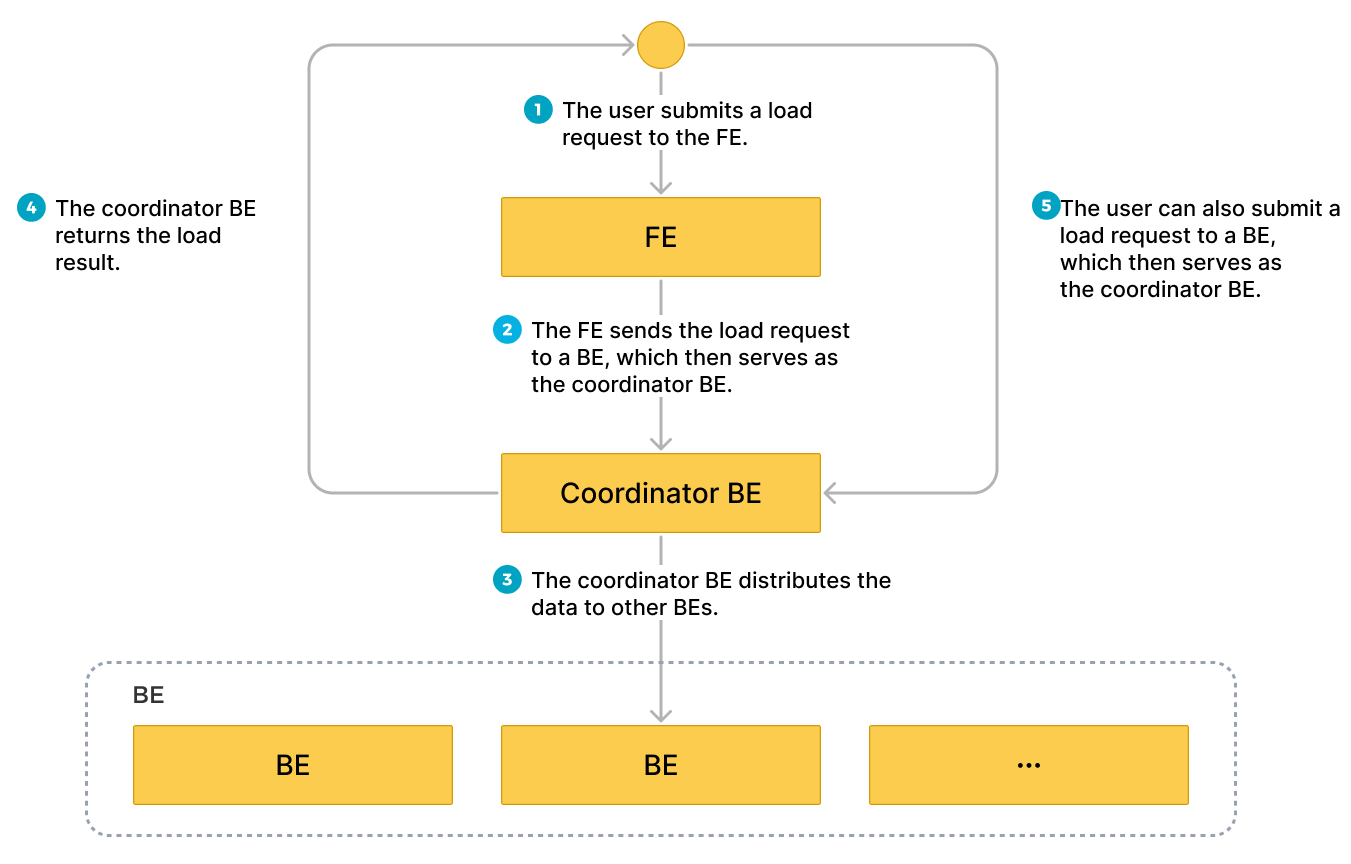 1 The user submits a load
request to the FE.
FE
4 The coordinator BE
returns the load
result.
5 The user can also submit a
load request to a BE,
which then serves as
the coordinator BE.
2 The FE sends the load request
to a BE, which then serves as
the coordinator BE.
Coordinator BE
3 The coordinator BE distributes the
data to other BEs.
BE
BE
BE
...